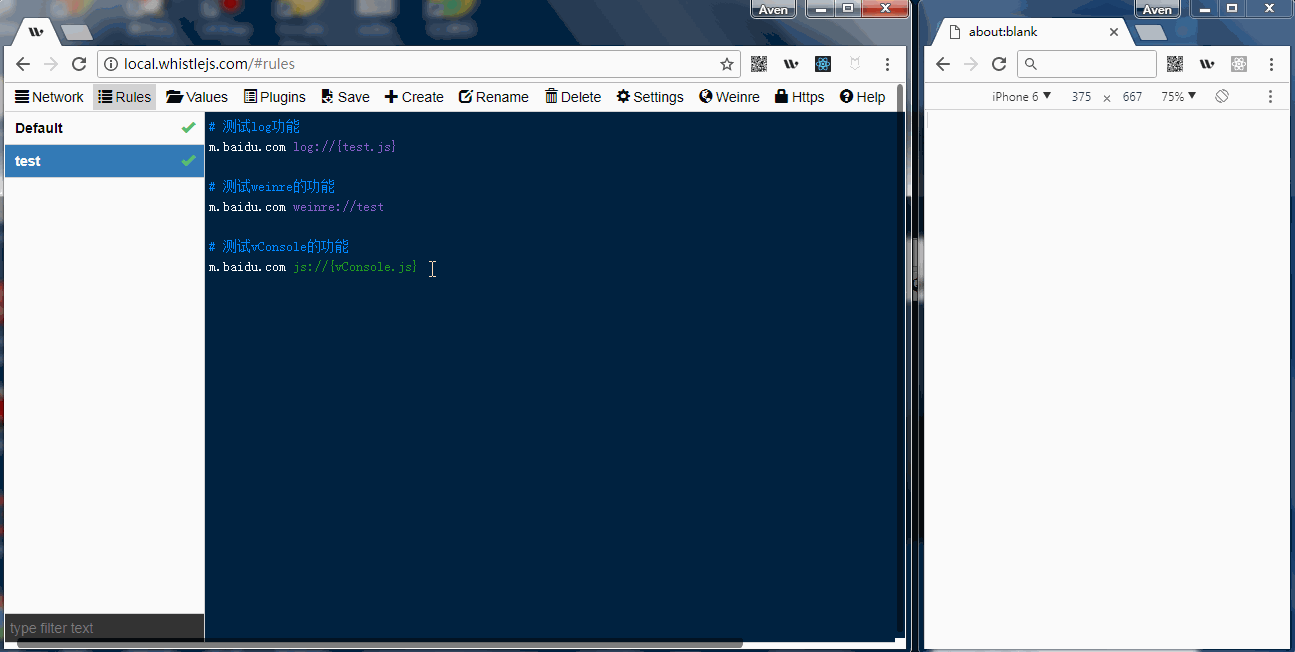 Aven
local.whistlejs.com/#rules
Network Rules Values Plugins Save Create Rename Delete Settings Weinre Https Help
Default
test
# 测试log功能
m.baidu.com log://{test.js}
# 测试weinre的功能
m.baidu.com weinre://test
# 测试vConsole的功能
m.baidu.com js://{vConsole.js}
type filter text
Aven
about:blank
iPhone 6 375 x 667 75%